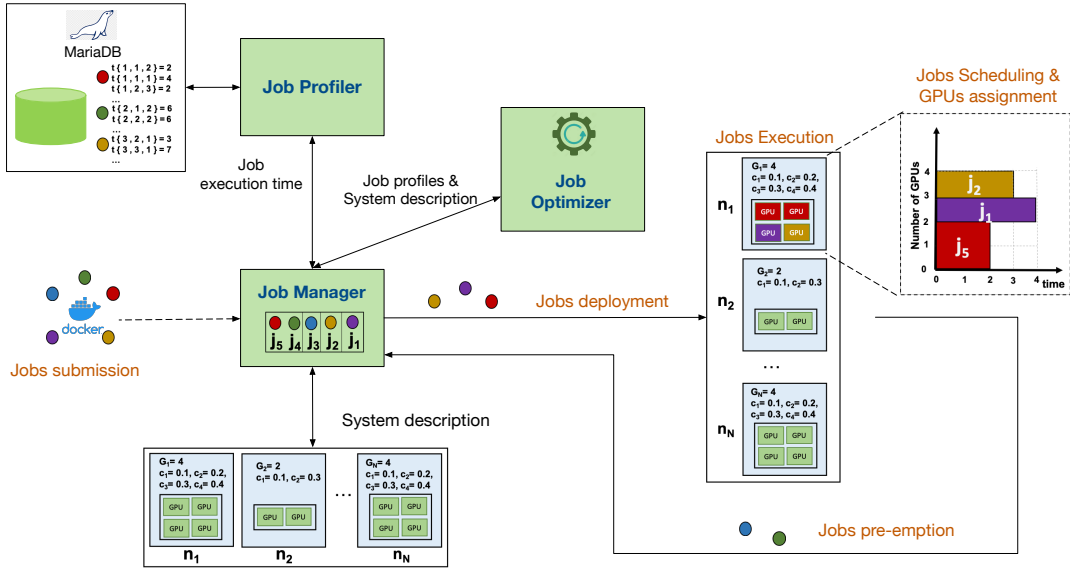 MariaDB
t{1,1,2}=2
t{1,1,1}=4
t{1,2,3}=2
...
t{2,1,2}=6
t{2,2,2}=6
...
t{3,2,1}=3
t{3,3,1}=7
...
Job Profiler
Job
execution time
Job profiles &
System description
Job
Optimizer
Jobs Scheduling &
GPUs assignment
Jobs Execution
G₁= 4
c₁= 0.1, c₂= 0.2,
c₃= 0.3, c₄= 0.4
n₁
GPU GPU
GPU GPU
G₂= 2
c₁= 0.1, c₂= 0.3
n₂
GPU GPU
...
G_N= 4
c₁= 0.1, c₂= 0.2,
c₃= 0.3, c₄= 0.4
n_N
GPU GPU
GPU GPU
Number of GPUs
4
3
2
1
0
j₂
j₁
j₅
0 1 2 3 4 time
docker
Jobs submission
Job Manager
j₅ j₄ j₃ j₂ j₁
Jobs deployment
System description
G₁= 4
c₁= 0.1, c₂= 0.2,
c₃= 0.3, c₄= 0.4
GPU GPU
GPU GPU
n₁
G₂= 2
c₁= 0.1, c₂= 0.3
GPU GPU
n₂
...
G_N= 4
c₁= 0.1, c₂= 0.2,
c₃= 0.3, c₄= 0.4
GPU GPU
GPU GPU
n_N
Jobs pre-emption